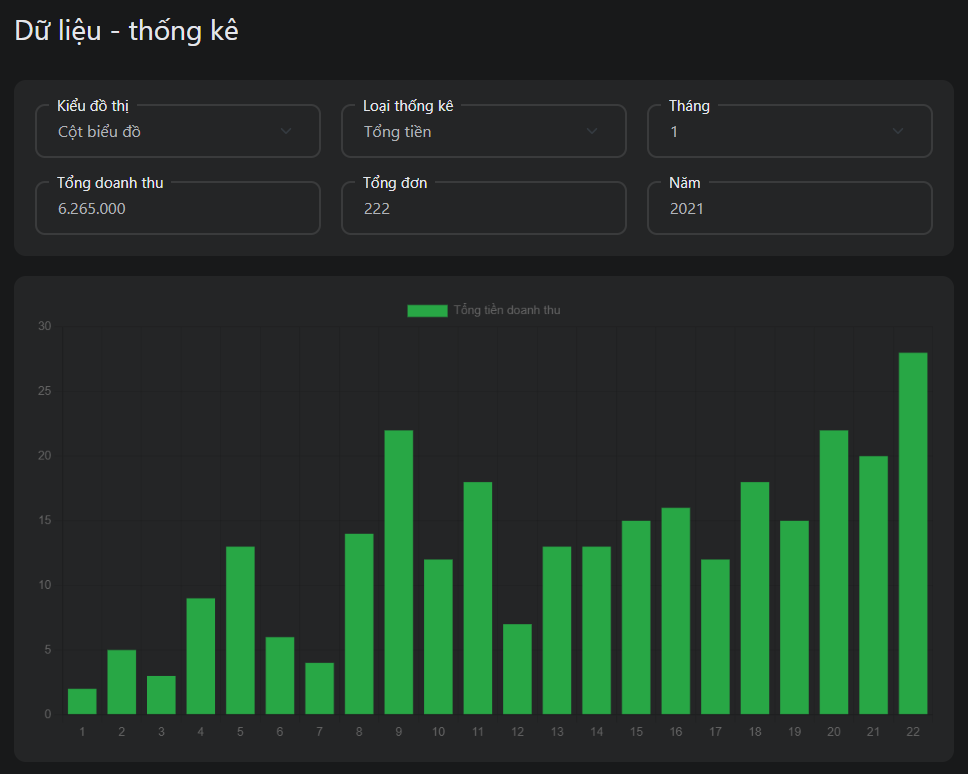 Dữ liệu - thống kê
Kiểu đồ thị
Loại thống kê
Tháng
Cột biểu đồ
Tổng tiền
1
Tổng doanh thu
Tổng đơn
Năm
6.265.000
222
2021
Tổng tiền doanh thu
30
25
20
15
10
5
0
1 2 3 4 5 6 7 8 9 10 11 12 13 14 15 16 17 18 19 20 21 22